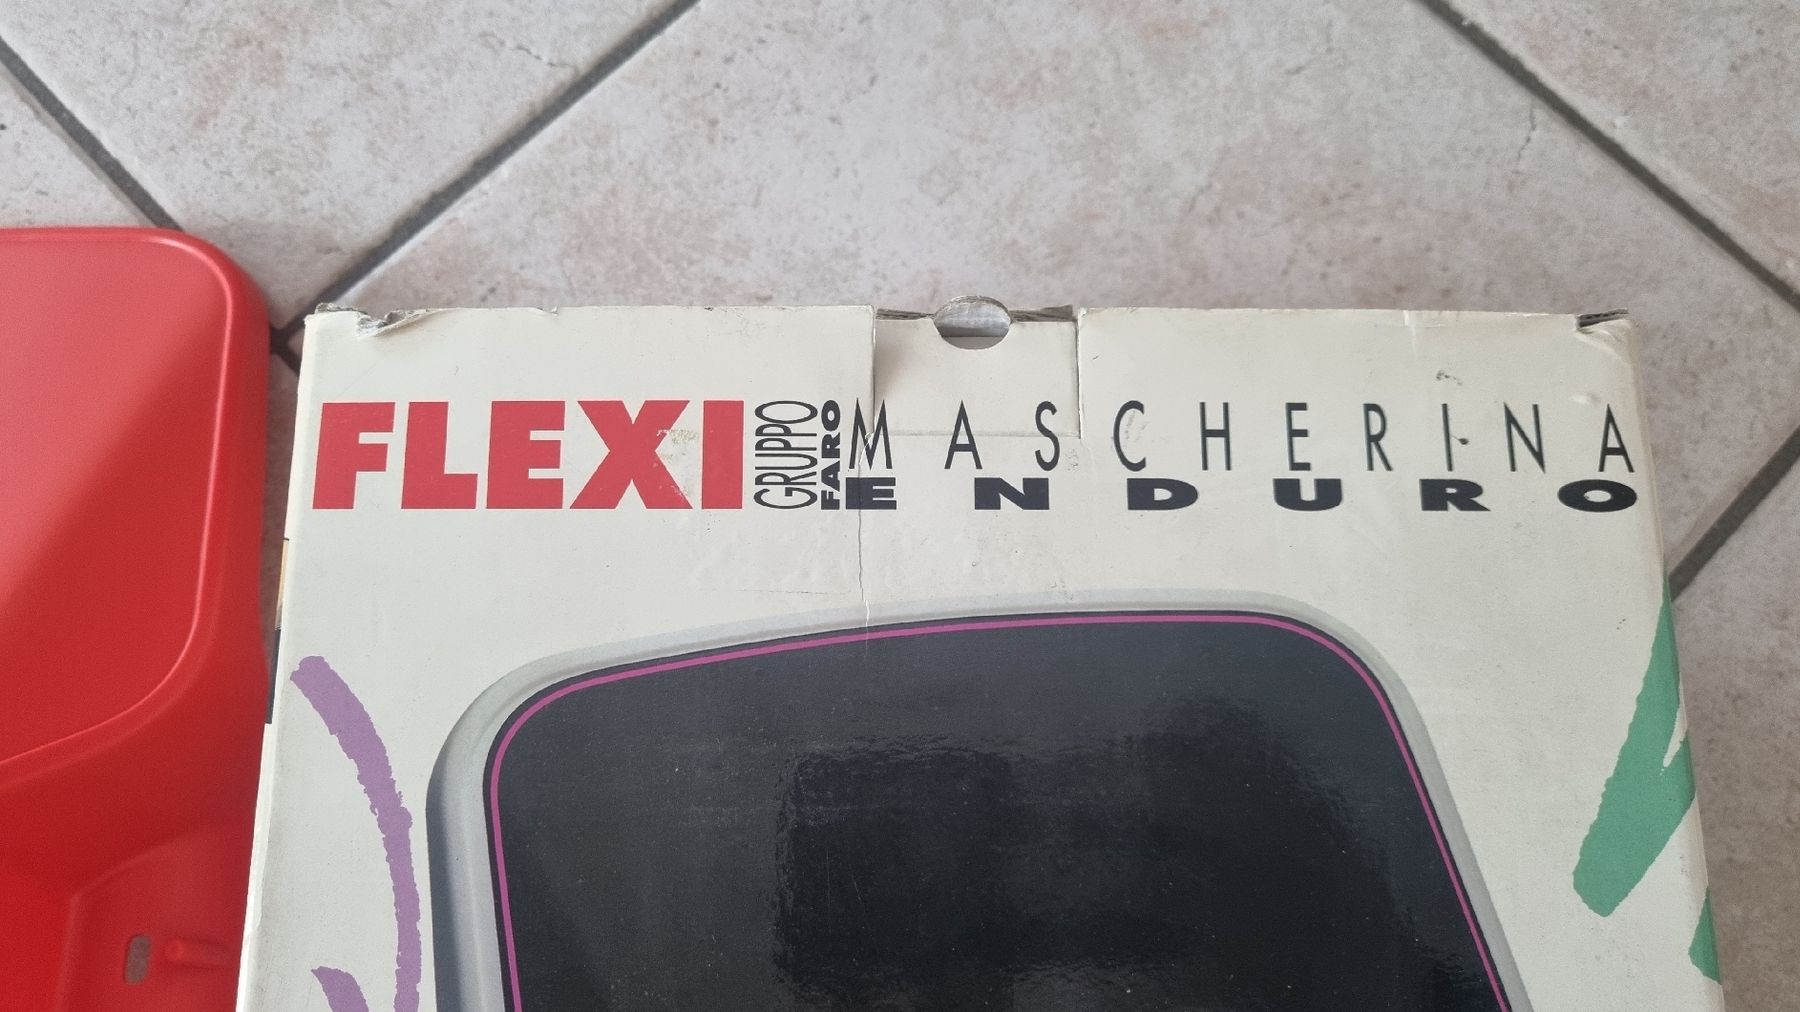 FLEXI
GRUPPO
FARO
MASCHERINA
ENDURO